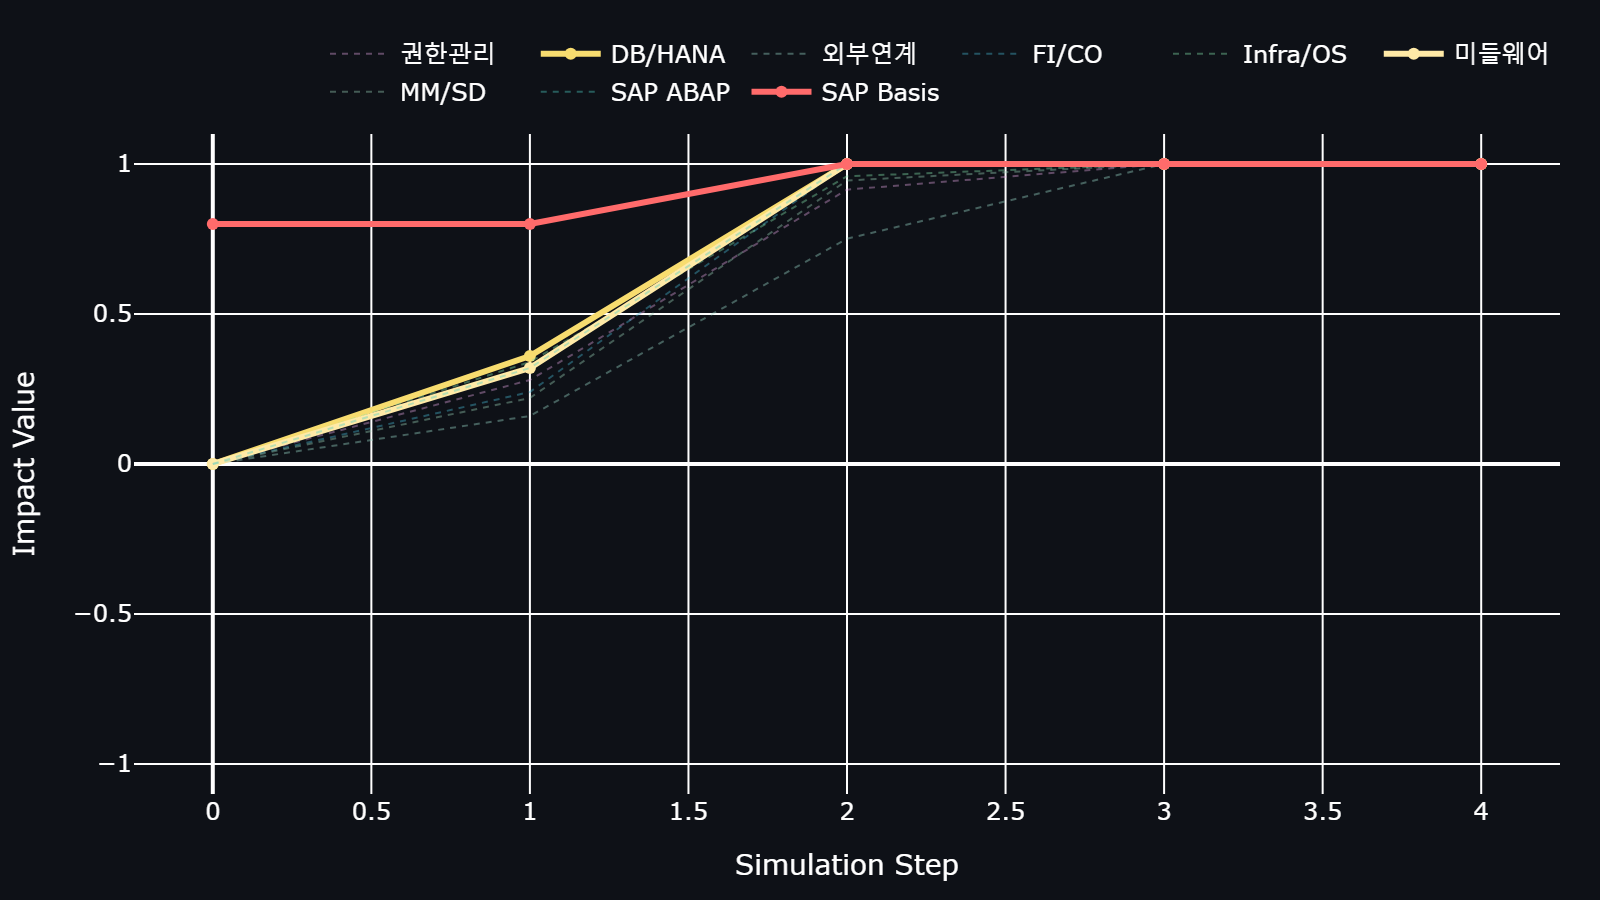 권한관리 DB/HANA 외부연계 FI/CO Infra/OS 미들웨어
MM/SD SAP ABAP SAP Basis
1
0.5
0
−0.5
−1
Impact Value
0 0.5 1 1.5 2 2.5 3 3.5 4
Simulation Step